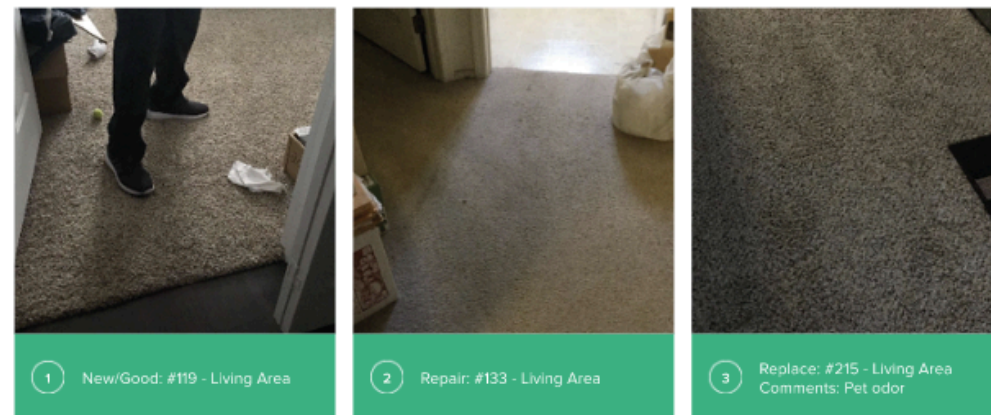 1
New/Good: #119 - Living Area
2
Repair: #133 - Living Area
3
Replace: #215 - Living Area
Comments: Pet odor